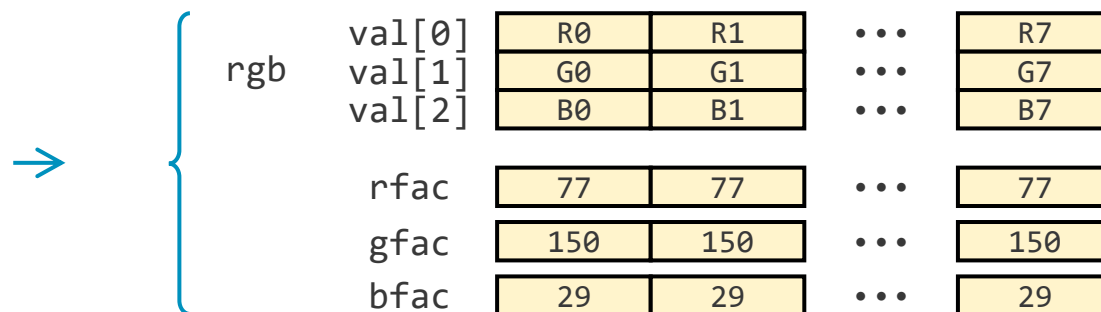 val[0] R0 R1 ••• R7
rgb val[1] G0 G1 ••• G7
val[2] B0 B1 ••• B7
rfac 77 77 ••• 77
gfac 150 150 ••• 150
bfac 29 29 ••• 29